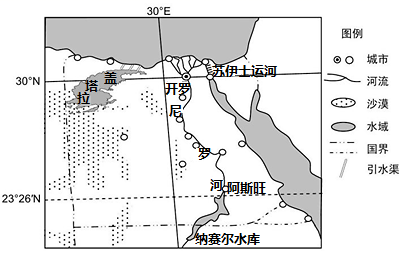 30°E
30°N
23°26′N
苏伊士运河
盖
塔
拉
开罗
尼
罗
河
阿斯旺
纳赛尔水库
图例
城市
河流
沙漠
水域
国界
引水渠